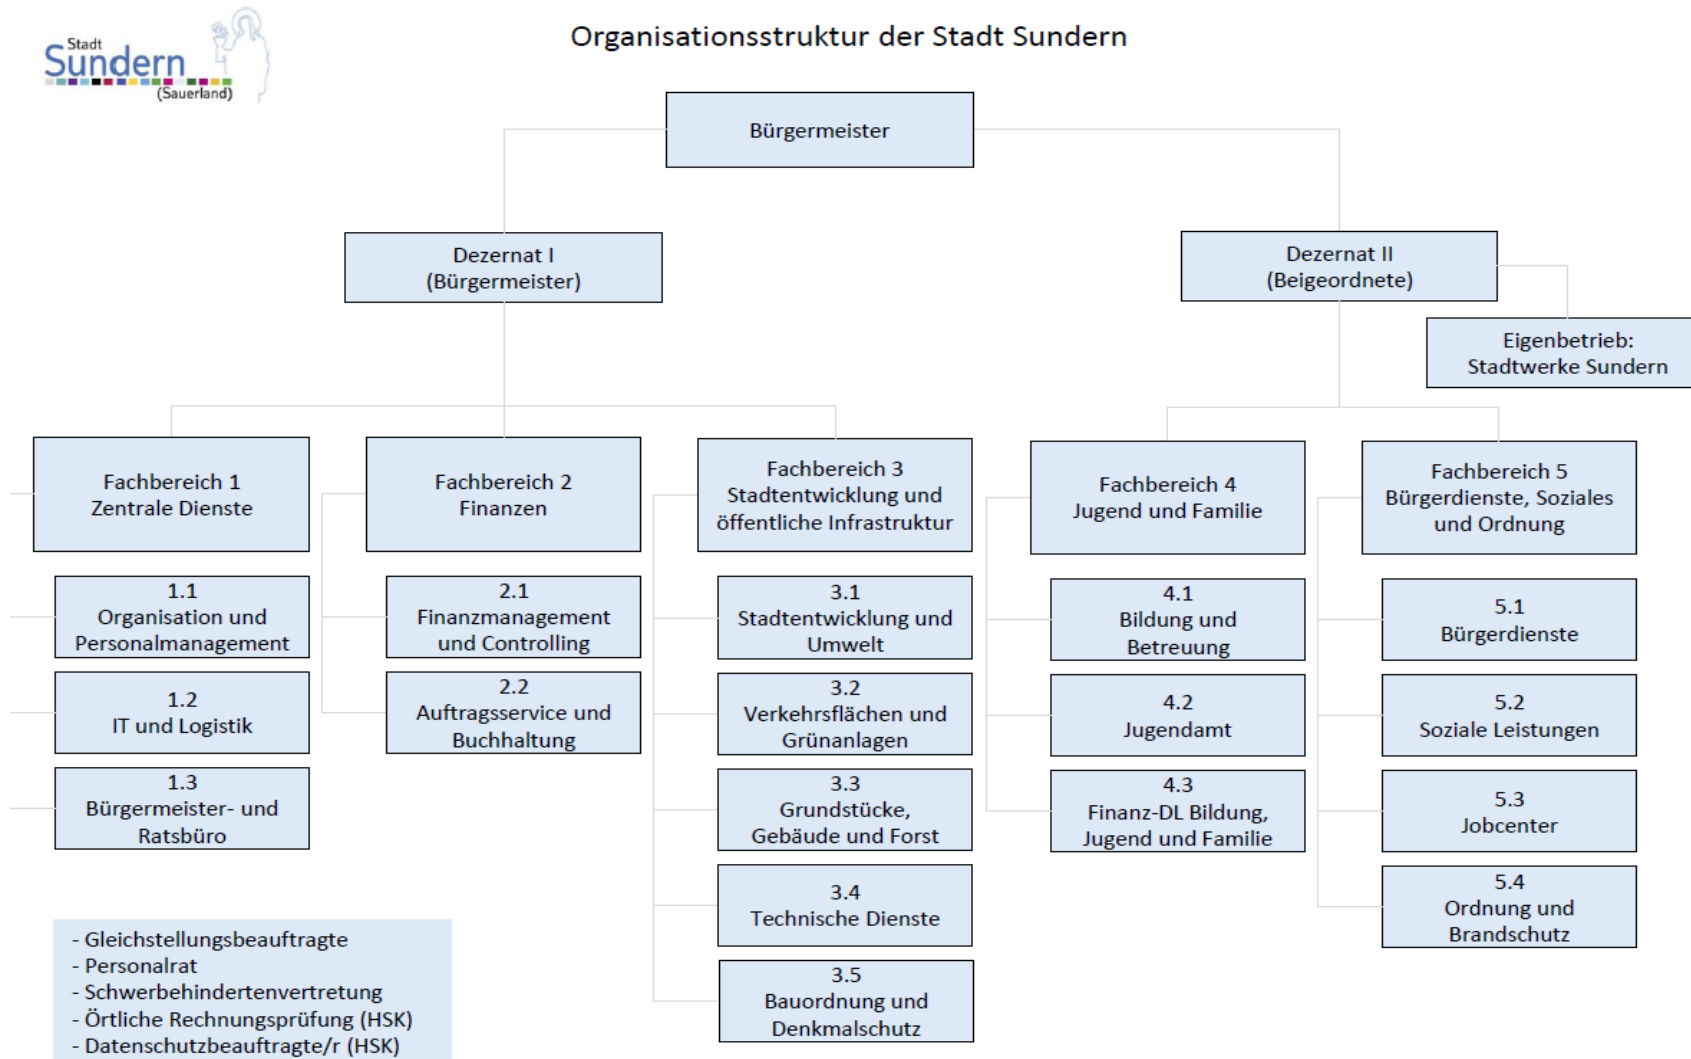 Stadt
Sundern
(Sauerland)
Organisationsstruktur der Stadt Sundern
Bürgermeister
Dezernat I
(Bürgermeister)
Dezernat II
(Beigeordnete)
Eigenbetrieb:
Stadtwerke Sundern
Fachbereich 1
Zentrale Dienste
1.1
Organisation und
Personalmanagement
1.2
IT und Logistik
1.3
Bürgermeister- und
Ratsbüro
Fachbereich 2
Finanzen
2.1
Finanzmanagement
und Controlling
2.2
Auftragsservice und
Buchhaltung
Fachbereich 3
Stadtentwicklung und
öffentliche Infrastruktur
3.1
Stadtentwicklung und
Umwelt
3.2
Verkehrsflächen und
Grünanlagen
3.3
Grundstücke,
Gebäude und Forst
3.4
Technische Dienste
3.5
Bauordnung und
Denkmalschutz
Fachbereich 4
Jugend und Familie
4.1
Bildung und
Betreuung
4.2
Jugendamt
4.3
Finanz-DL Bildung,
Jugend und Familie
Fachbereich 5
Bürgerdienste, Soziales
und Ordnung
5.1
Bürgerdienste
5.2
Soziale Leistungen
5.3
Jobcenter
5.4
Ordnung und
Brandschutz
- Gleichstellungsbeauftragte
- Personalrat
- Schwerbehindertenvertretung
- Örtliche Rechnungsprüfung (HSK)
- Datenschutzbeauftragte/r (HSK)